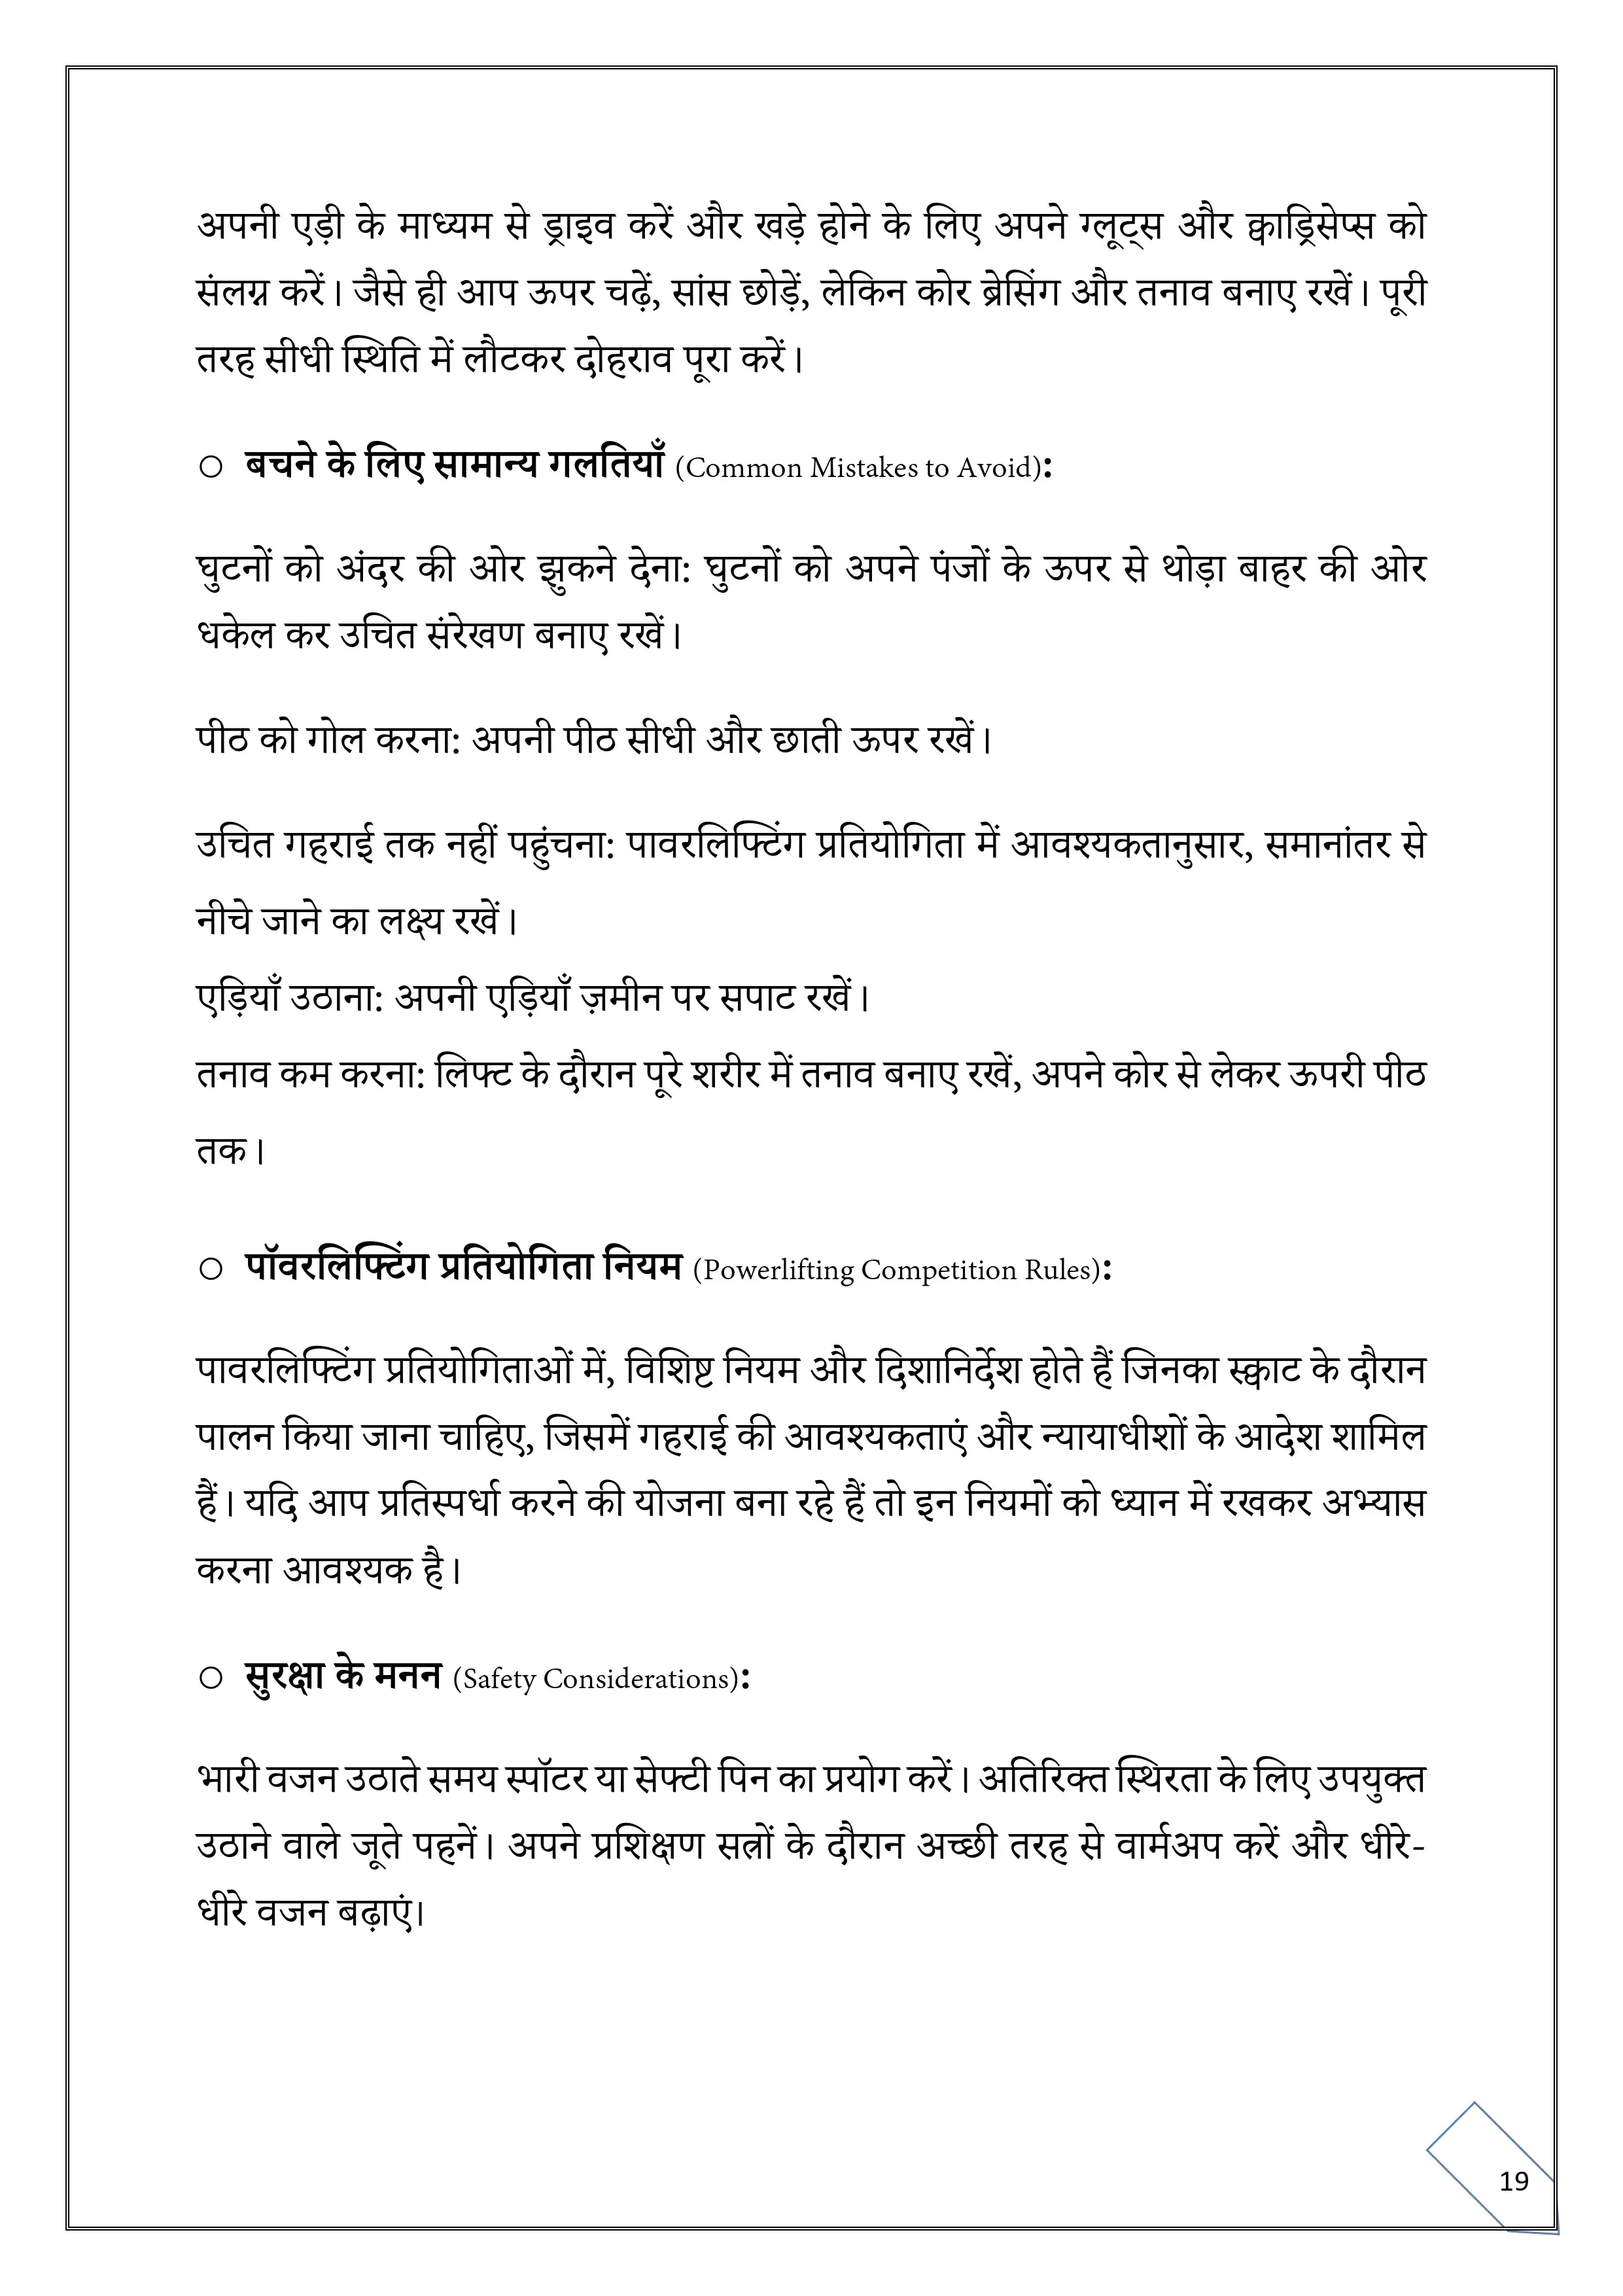 अपनी एड़ी के माध्यम से ड्राइव करें और खड़े होने के लिए अपने ग्लूट्स और क्वाड्रिसेप्स को
संलग्न करें। जैसे ही आप ऊपर चढ़ें, सांस छोड़ें, लेकिन कोर ब्रेसिंग और तनाव बनाए रखें। पूरी
तरह सीधी स्थिति में लौटकर दोहराव पूरा करें।
○ बचने के लिए सामान्य गलतियाँ (Common Mistakes to Avoid):
घुटनों को अंदर की ओर झुकने देना: घुटनों को अपने पंजों के ऊपर से थोड़ा बाहर की ओर
धकेल कर उचित संरेखण बनाए रखें।
पीठ को गोल करना: अपनी पीठ सीधी और छाती ऊपर रखें।
उचित गहराई तक नहीं पहुंचना: पावरलिफ्टिंग प्रतियोगिता में आवश्यकतानुसार, समानांतर से
नीचे जाने का लक्ष्य रखें।
एड़ियाँ उठाना: अपनी एड़ियाँ ज़मीन पर सपाट रखें।
तनाव कम करना: लिफ्ट के दौरान पूरे शरीर में तनाव बनाए रखें, अपने कोर से लेकर ऊपरी पीठ
तक।
○ पॉवरलिफ्टिंग प्रतियोगिता नियम (Powerlifting Competition Rules):
पावरलिफ्टिंग प्रतियोगिताओं में, विशिष्ट नियम और दिशानिर्देश होते हैं जिनका स्क्वाट के दौरान
पालन किया जाना चाहिए, जिसमें गहराई की आवश्यकताएं और न्यायाधीशों के आदेश शामिल
हैं। यदि आप प्रतिस्पर्धा करने की योजना बना रहे हैं तो इन नियमों को ध्यान में रखकर अभ्यास
करना आवश्यक है।
○ सुरक्षा के मनन (Safety Considerations):
भारी वजन उठाते समय स्पॉटर या सेफ्टी पिन का प्रयोग करें। अतिरिक्त स्थिरता के लिए उपयुक्त
उठाने वाले जूते पहनें। अपने प्रशिक्षण सत्रों के दौरान अच्छी तरह से वार्मअप करें और धीरे-
धीरे वजन बढ़ाएं।
19